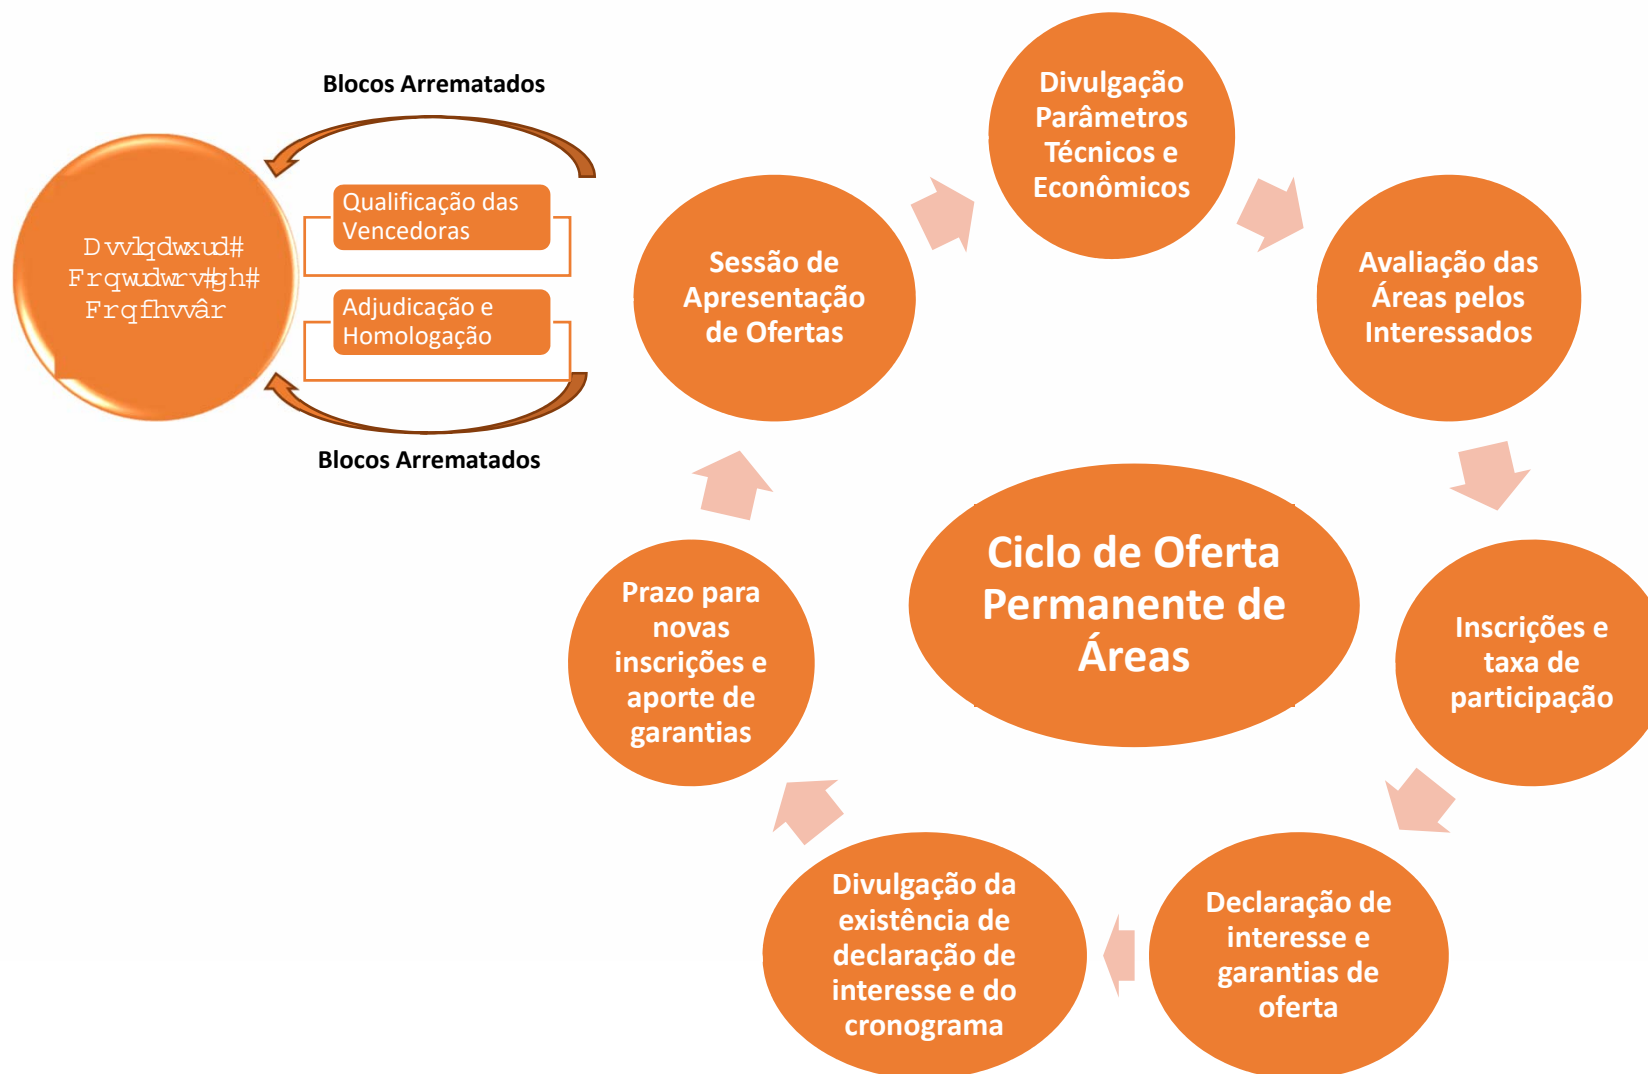 Blocos Arrematados
Dvvlqdwxud#
Frqwudwrv#gh#
Frqfhvvâr
Qualificação das
Vencedoras
Adjudicação e
Homologação
Blocos Arrematados
Divulgação
Parâmetros
Técnicos e
Econômicos
Avaliação das
Áreas pelos
Interessados
Inscrições e
taxa de
participação
Declaração de
interesse e
garantias de
oferta
Divulgação da
existência de
declaração de
interesse e do
cronograma
Prazo para
novas
inscrições e
aporte de
garantias
Sessão de
Apresentação
de Ofertas
Ciclo de Oferta
Permanente de
Áreas